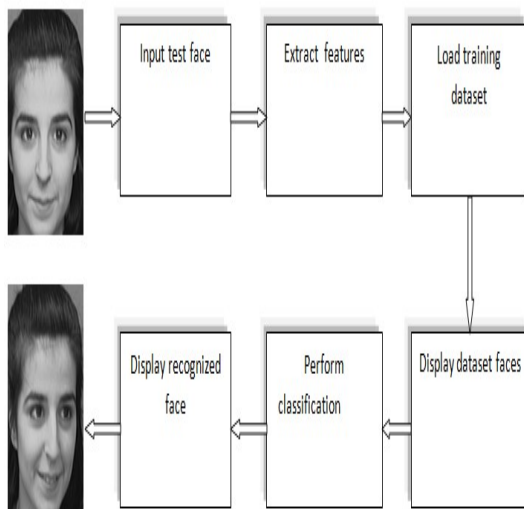 Input test face
Extract features
Load training
dataset
Display dataset faces
Perform
classification
Display recognized
face